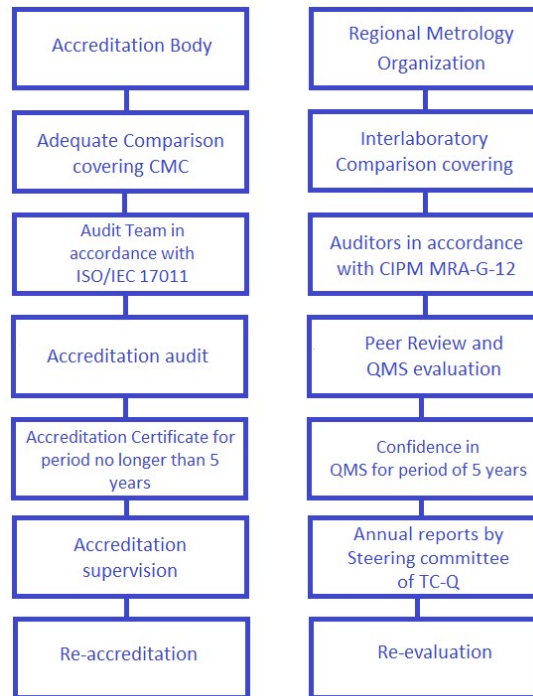 Accreditation Body
Adequate Comparison
covering CMC
Audit Team in
accordance with
ISO/IEC 17011
Accreditation audit
Accreditation Certificate for
period no longer than 5
years
Accreditation
supervision
Re-accreditation
Regional Metrology
Organization
Interlaboratory
Comparison covering
Auditors in accordance
with CIPM MRA-G-12
Peer Review and
QMS evaluation
Confidence in
QMS for period of 5 years
Annual reports by
Steering committee
of TC-Q
Re-evaluation